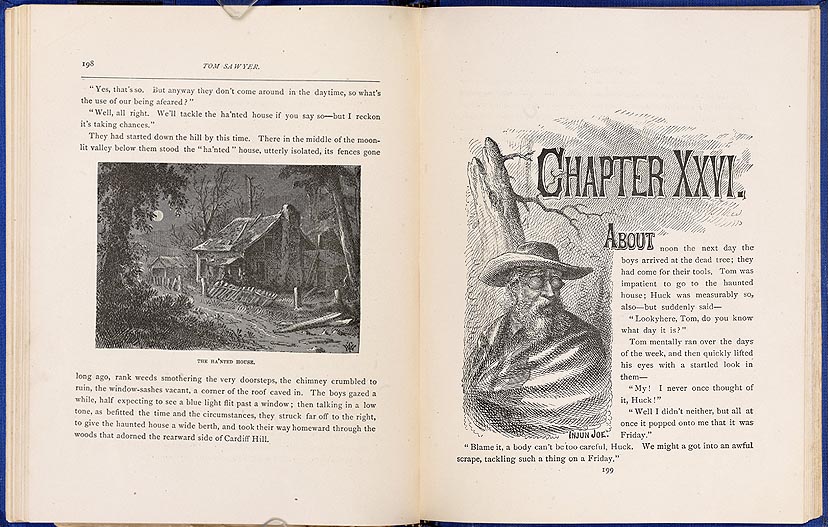 198
TOM SAWYER.
"Yes, that's so. But anyway they don't come around in the daytime, so what's
the use of our being afeared?"
"Well, all right. We'll tackle the ha'nted house if you say so—but I reckon
it's taking chances."
They had started down the hill by this time. There in the middle of the moon-
lit valley below them stood the "ha'nted" house, utterly isolated, its fences gone
THE HA'NTED HOUSE.
long ago, rank weeds smothering the very doorsteps, the chimney crumbled to
ruin, the window-sashes vacant, a corner of the roof caved in. The boys gazed a
while, half expecting to see a blue light flit past a window; then talking in a low
tone, as befitted the time and the circumstances, they struck far off to the right,
to give the haunted house a wide berth, and took their way homeward through the
woods that adorned the rearward side of Cardiff Hill.
CHAPTER XXVI.
ABOUT noon the next day the
boys arrived at the dead tree; they
had come for their tools. Tom was
impatient to go to the haunted
house; Huck was measurably so,
also—but suddenly said—
"Lookyhere, Tom, do you know
what day it is?"
Tom mentally ran over the days
of the week, and then quickly lifted
his eyes with a startled look in
them—
"My! I never once thought of
it, Huck!"
"Well I didn't neither, but all at
once it popped onto me that it was
Friday."
INJUN JOE.
"Blame it, a body can't be too careful, Huck. We might a got into an awful
scrape, tackling such a thing on a Friday."
199